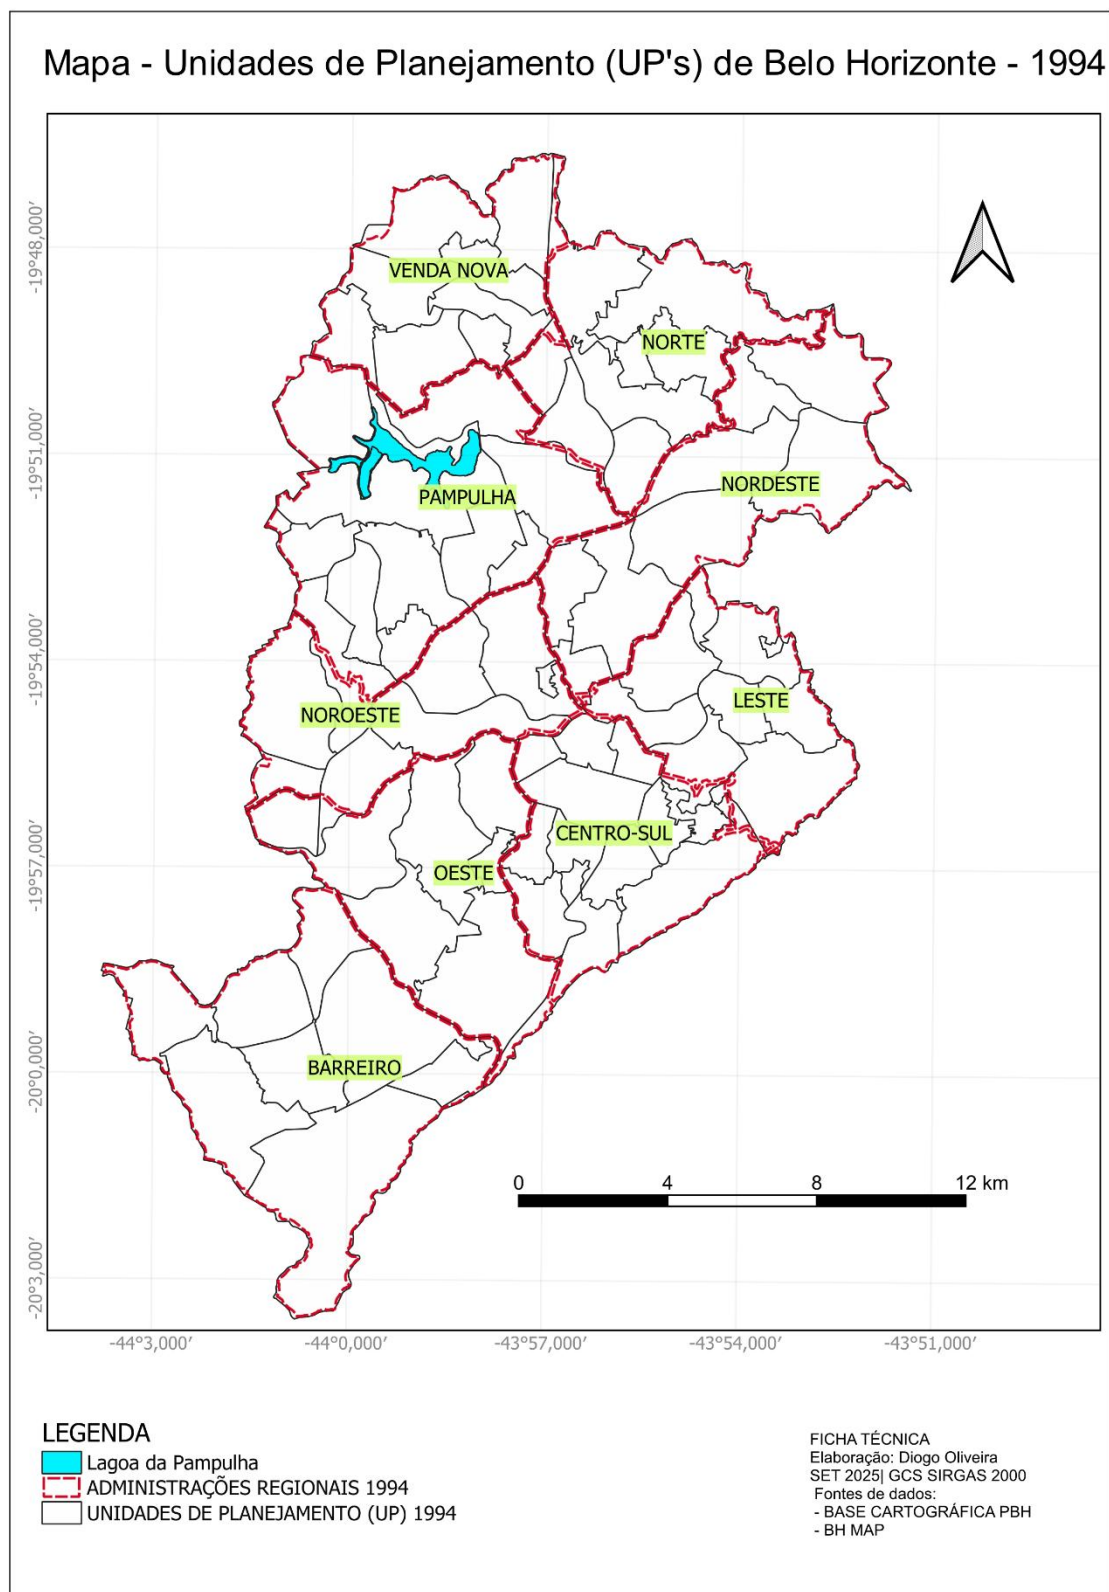 Mapa - Unidades de Planejamento (UP's) de Belo Horizonte - 1994
-19°48,000′
-19°51,000′
-19°54,000′
-19°57,000′
-20°0,000′
-20°3,000′
VENDA NOVA
NORTE
NORDESTE
PAMPULHA
LESTE
NOROESTE
CENTRO-SUL
OESTE
BARREIRO
0 4 8 12 km
-44°3,000′ -44°0,000′ -43°57,000′ -43°54,000′ -43°51,000′
LEGENDA
Lagoa da Pampulha
ADMINISTRAÇÕES REGIONAIS 1994
UNIDADES DE PLANEJAMENTO (UP) 1994
FICHA TÉCNICA
Elaboração: Diogo Oliveira
SET 2025| GCS SIRGAS 2000
Fontes de dados:
- BASE CARTOGRÁFICA PBH
- BH MAP